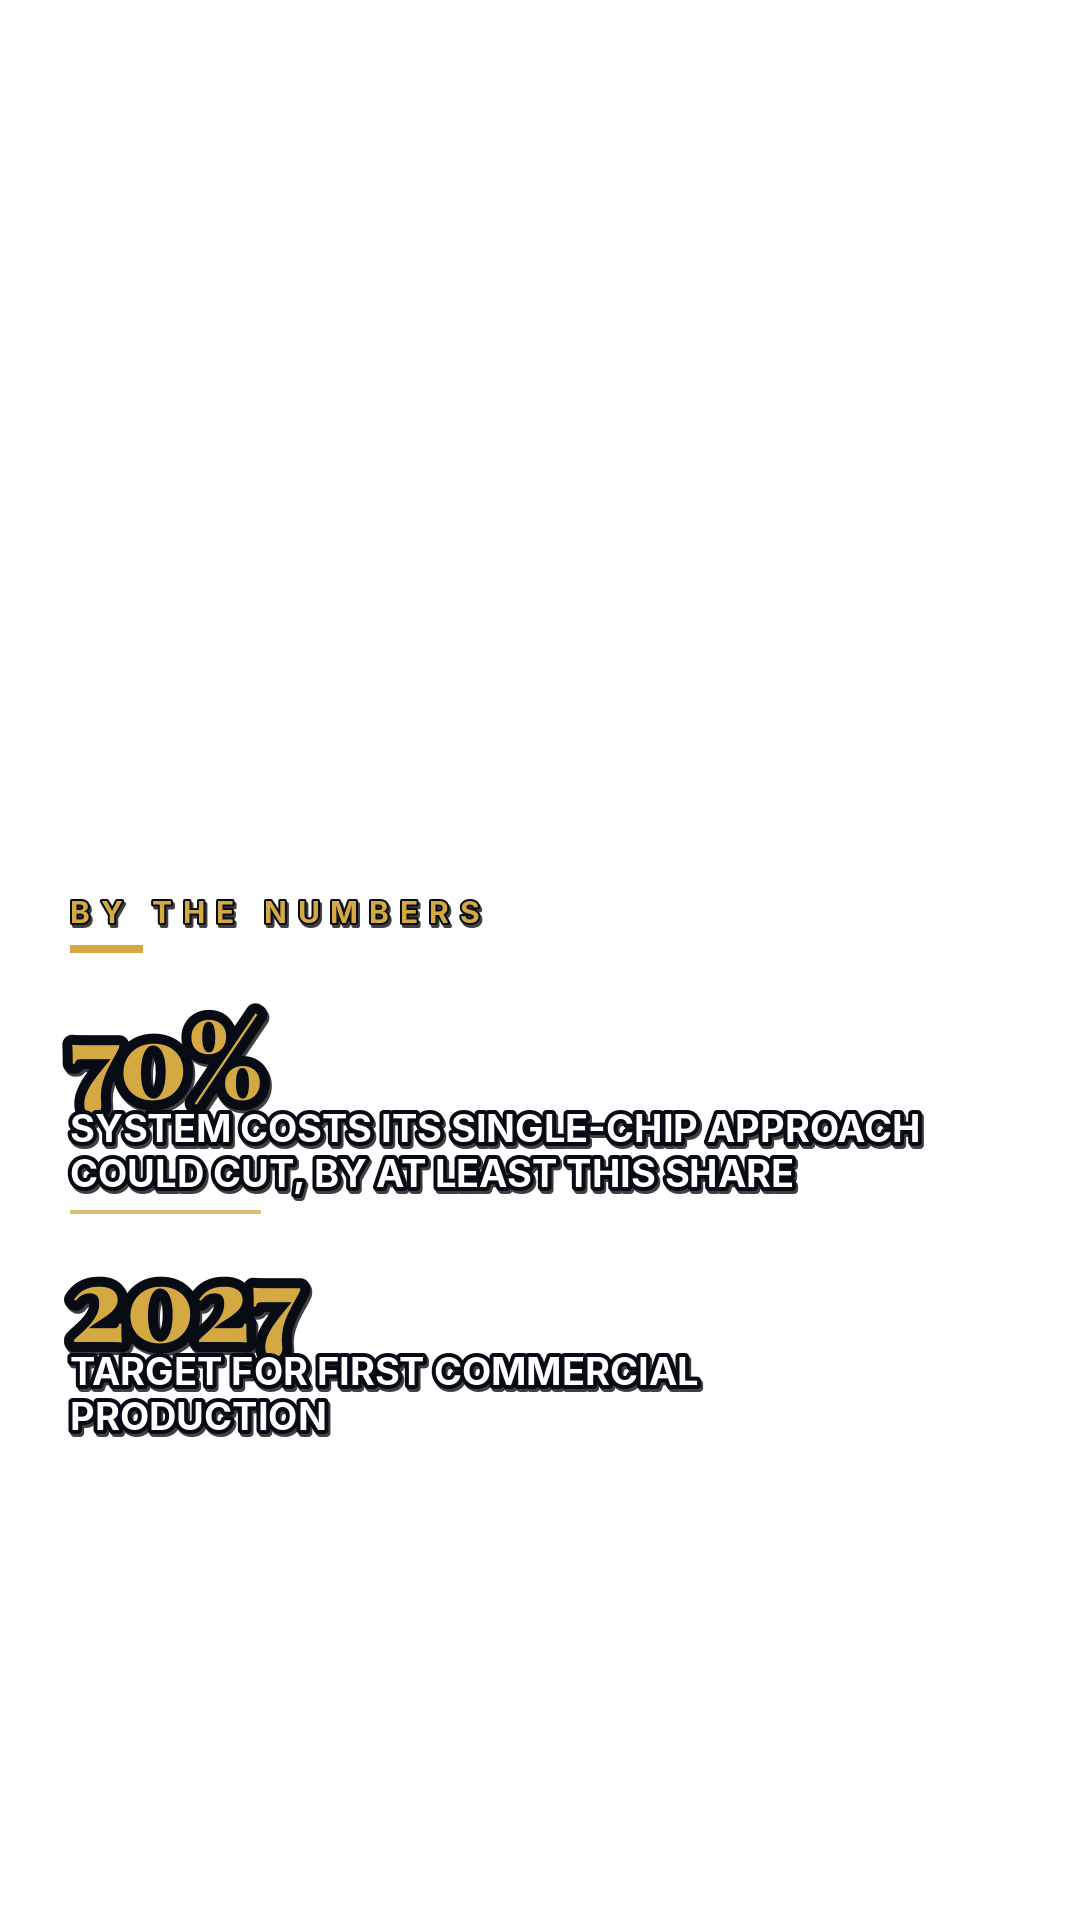 BY THE NUMBERS
70%
SYSTEM COSTS ITS SINGLE-CHIP APPROACH
COULD CUT, BY AT LEAST THIS SHARE
2027
TARGET FOR FIRST COMMERCIAL
PRODUCTION